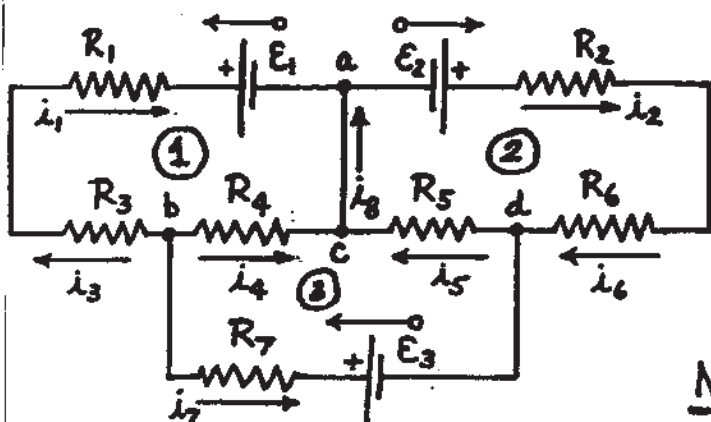 R₁ + ε₁ a ε₂ + R₂
i₁ i₂
① ②
R₃ b R₄ i₈ R₅ d R₆
c
i₃ i₄ ③ i₅ i₆
R₇ + ε₃
i₇
N